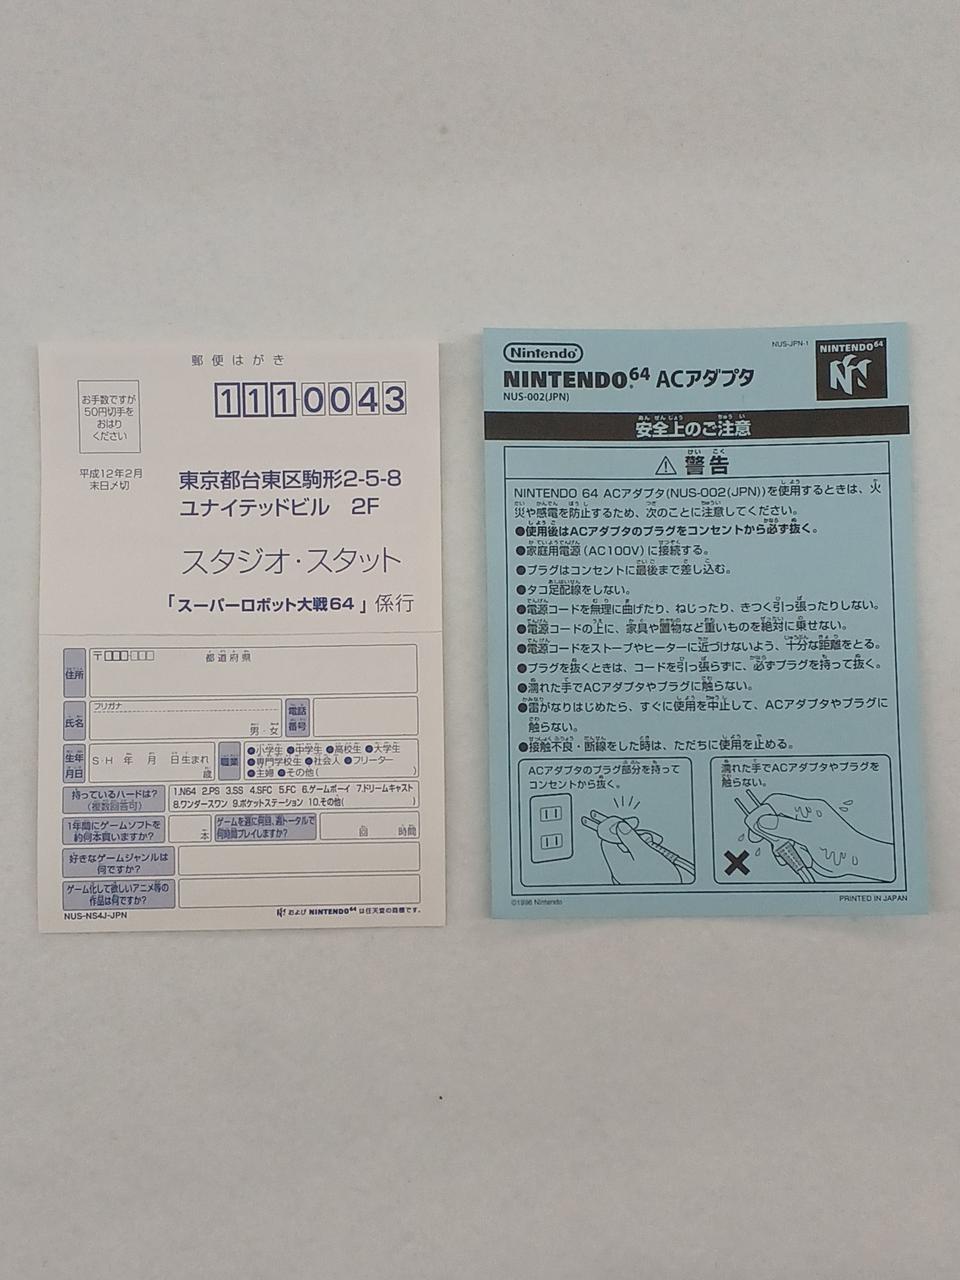 郵便はがき
お手数ですが
50円切手を
おはり
ください
111-0043
平成12年2月
末日〆切
東京都台東区駒形2-5-8
ユナイテッドビル 2F
スタジオ・スタット
「スーパーロボット大戦64」係行
住所
〒
都道府県
氏名
フリガナ
男・女
電話
番号
生年
月日
S・H 年 月 日生まれ
歳
職業
●小学生 ●中学生 ●高校生 ●大学生
●専門学校生 ●社会人 ●フリーター
●主婦 ●その他( )
持っているハードは?
(複数回答可)
1.N64 2.PS 3.SS 4.SFC 5.FC 6.ゲームボーイ 7.ドリームキャスト
8.ワンダースワン 9.ポケットステーション 10.その他( )
1年間にゲームソフトを
約何本買いますか?
本
ゲームを週に何回、週トータルで
何時間プレイしますか?
回 時間
好きなゲームジャンルは
何ですか?
ゲーム化して欲しいアニメ等の
作品は何ですか?
NUS-NS4J-JPN
および NINTENDO64 は任天堂の商標です。
Nintendo
NUS-JPN-1
NINTENDO64 ACアダプタ
NUS-002(JPN)
NINTENDO64
安全上のご注意
⚠ 警告
NINTENDO 64 ACアダプタ(NUS-002(JPN))を使用するときは、火
災や感電を防止するため、次のことに注意してください。
●使用後はACアダプタのプラグをコンセントから必ず抜く。
●家庭用電源(AC100V)に接続する。
●プラグはコンセントに最後まで差し込む。
●タコ足配線をしない。
●電源コードを無理に曲げたり、ねじったり、きつく引っ張ったりしない。
●電源コードの上に、家具や置物など重いものを絶対に乗せない。
●電源コードをストーブやヒーターに近づけないよう、十分な距離をとる。
●プラグを抜くときは、コードを引っ張らずに、必ずプラグを持って抜く。
●濡れた手でACアダプタやプラグに触らない。
●雷がなりはじめたら、すぐに使用を中止して、ACアダプタやプラグに
触らない。
●接触不良・断線をした時は、ただちに使用を止める。
ACアダプタのプラグ部分を持って
コンセントから抜く。
濡れた手でACアダプタやプラグを
触らない。
©1996 Nintendo
PRINTED IN JAPAN